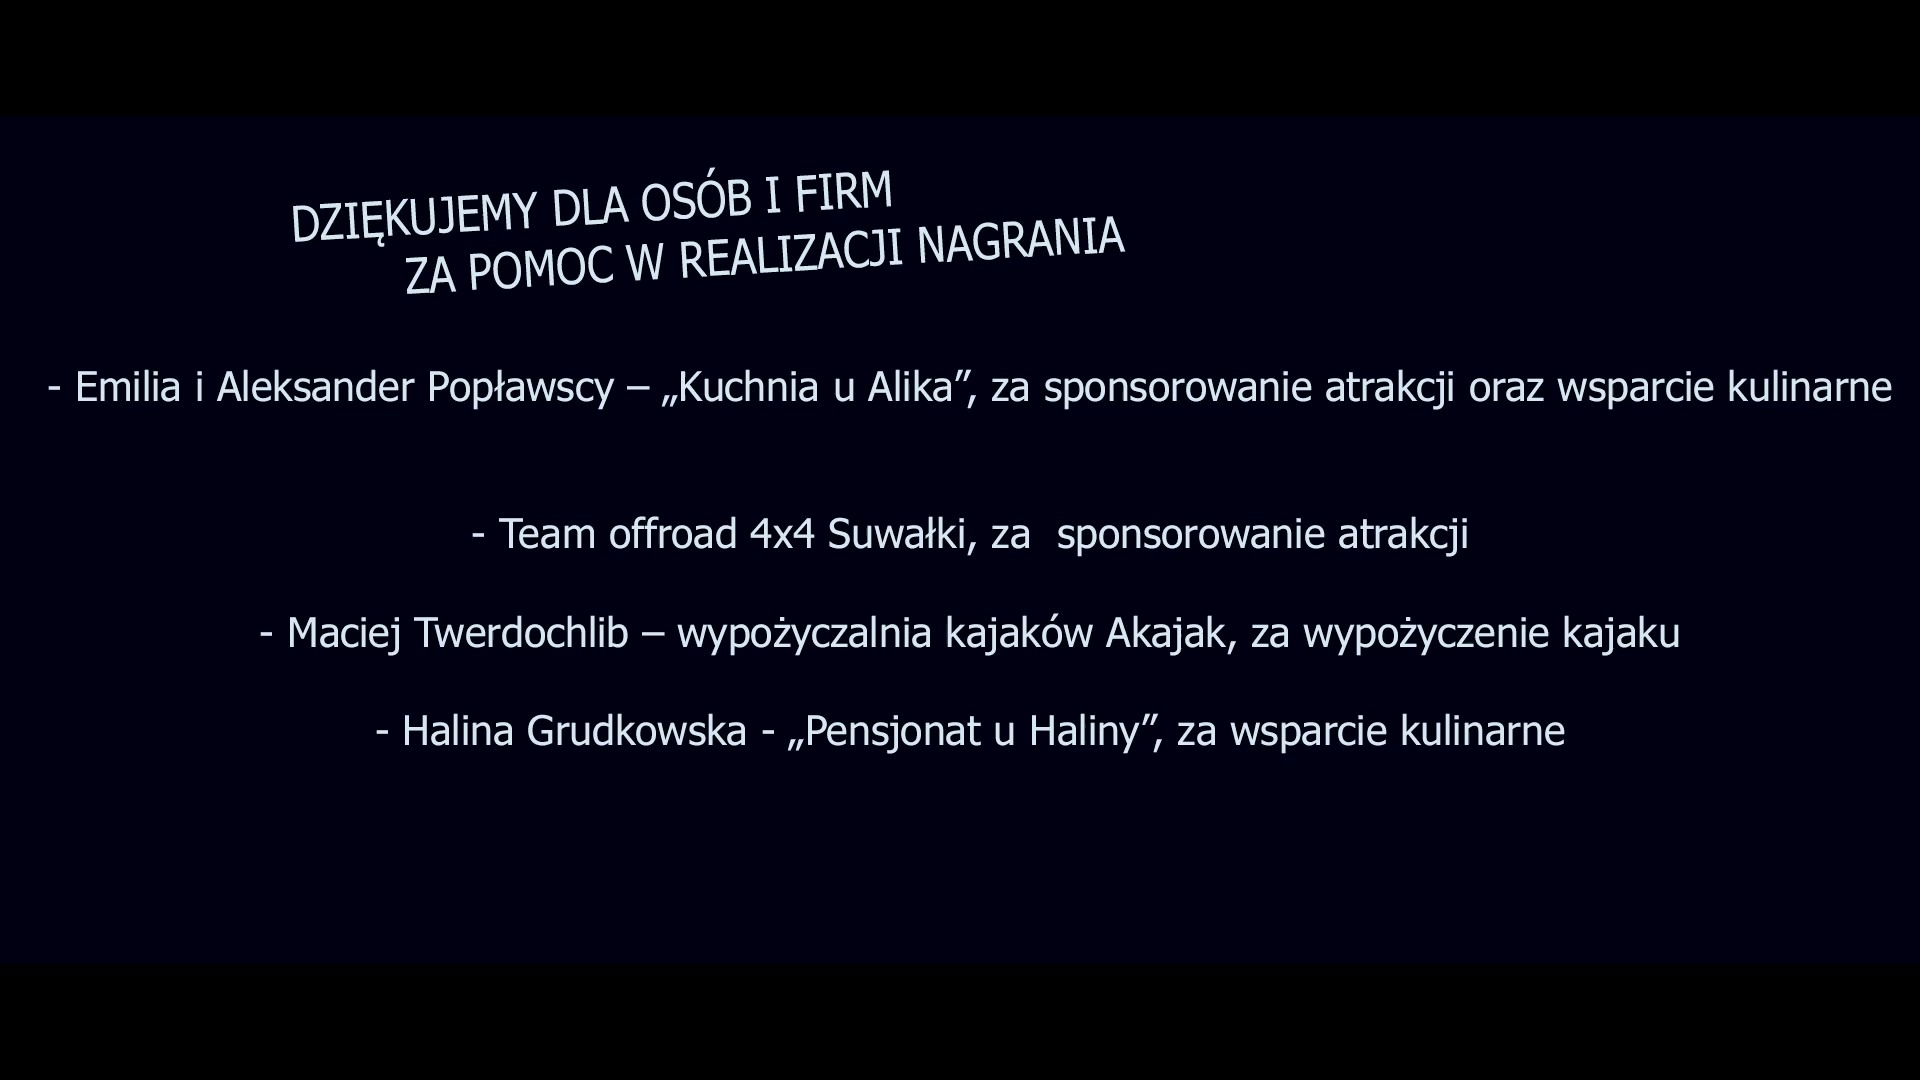 DZIĘKUJEMY DLA OSÓB I FIRM
ZA POMOC W REALIZACJI NAGRANIA
- Emilia i Aleksander Popławscy – „Kuchnia u Alika”, za sponsorowanie atrakcji oraz wsparcie kulinarne
- Team offroad 4x4 Suwałki, za  sponsorowanie atrakcji
- Maciej Twerdochlib – wypożyczalnia kajaków Akajak, za wypożyczenie kajaku
- Halina Grudkowska - „Pensjonat u Haliny”, za wsparcie kulinarne